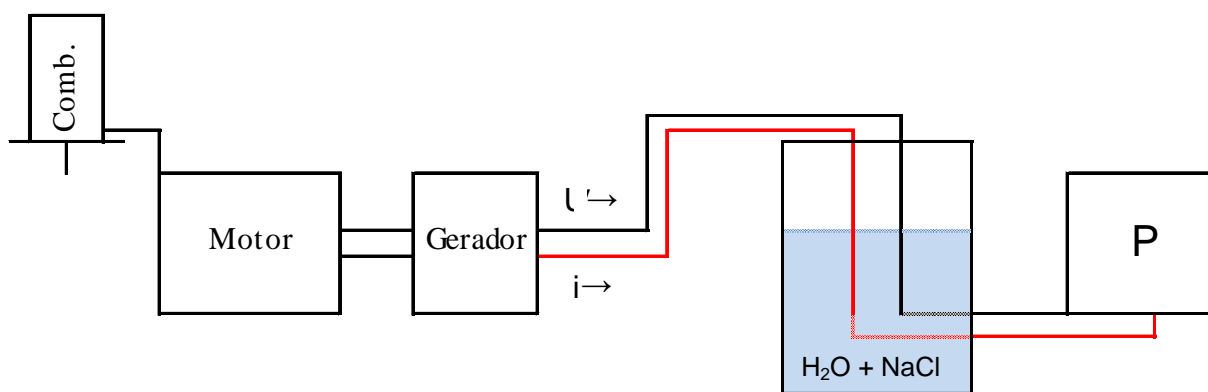 Comb.
Motor
Gerador
i→
P
H₂O + NaCl